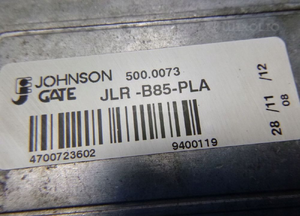 JOHNSON 500.0073
GATE JLR -B85-PLA
4700723602 9400119
28 /11 /12
08